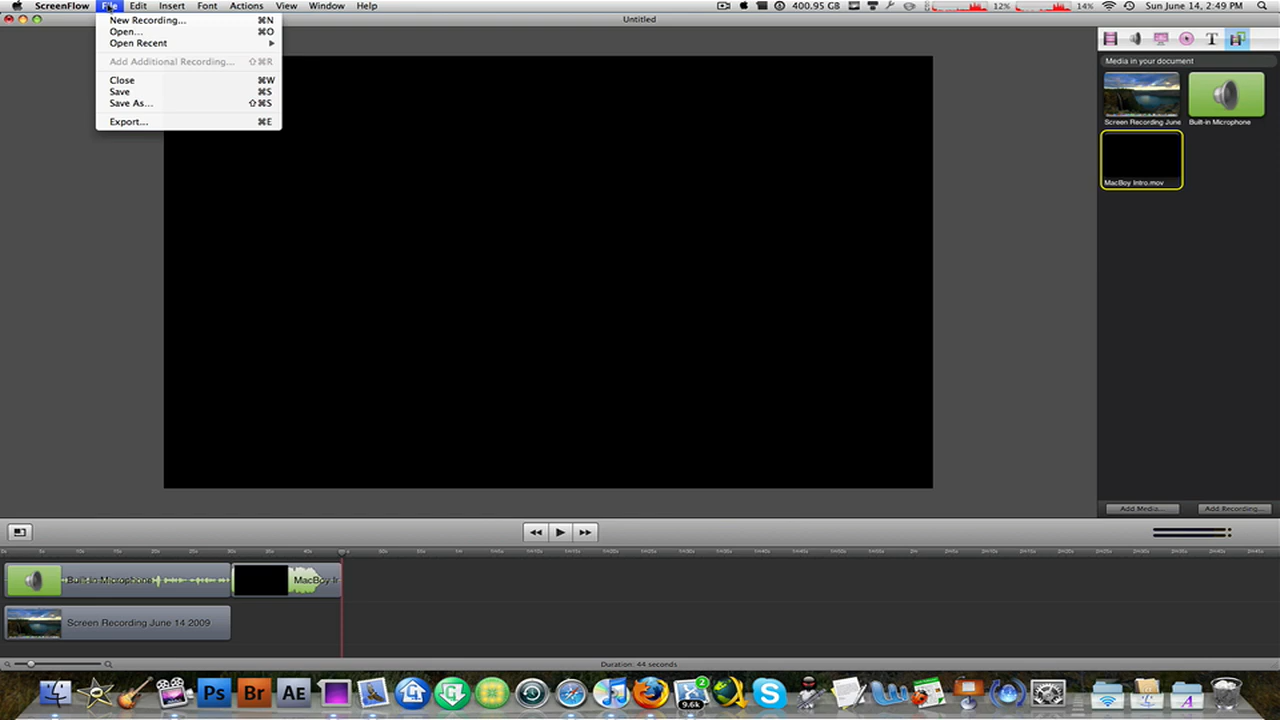 ScreenFlow File Edit Insert Font Actions View Window Help 400.95 GB 12% 14% Sun June 14, 2:49 PM
Untitled
New Recording... ⌘N
Open... ⌘O
Open Recent ▶
Add Additional Recording... ⇧⌘R
Close ⌘W
Save ⌘S
Save As... ⇧⌘S
Export... ⌘E
Media in your document
Screen Recording June
Built-in Microphone
MacBoy Intro.mov
Add Media...
Add Recording...
Built-in Microphone
MacBoy Ir
Screen Recording June 14 2009
Duration: 44 seconds
Ps
Br
AE
2
9.6k